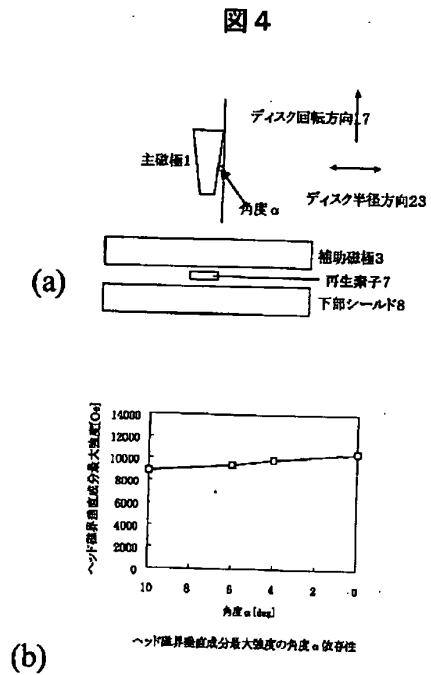 図4
ディスク回転方向17
主磁極1
角度α
ディスク半径方向23
補助磁極3
再生素子7
下部シールド8
(a)
ヘッド磁界垂直成分最大強度[Oe]
14000
12000
10000
8000
6000
4000
2000
0
10 8 6 4 2 0
角度α[deg]
ヘッド磁界垂直成分最大強度の角度α依存性
(b)